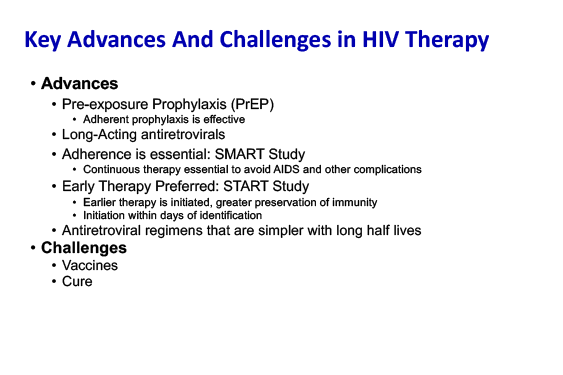 Key Advances And Challenges in HIV Therapy
• Advances
• Pre-exposure Prophylaxis (PrEP)
• Adherent prophylaxis is effective
• Long-Acting antiretrovirals
• Adherence is essential: SMART Study
• Continuous therapy essential to avoid AIDS and other complications
• Early Therapy Preferred: START Study
• Earlier therapy is initiated, greater preservation of immunity
• Initiation within days of identification
• Antiretroviral regimens that are simpler with long half lives
• Challenges
• Vaccines
• Cure